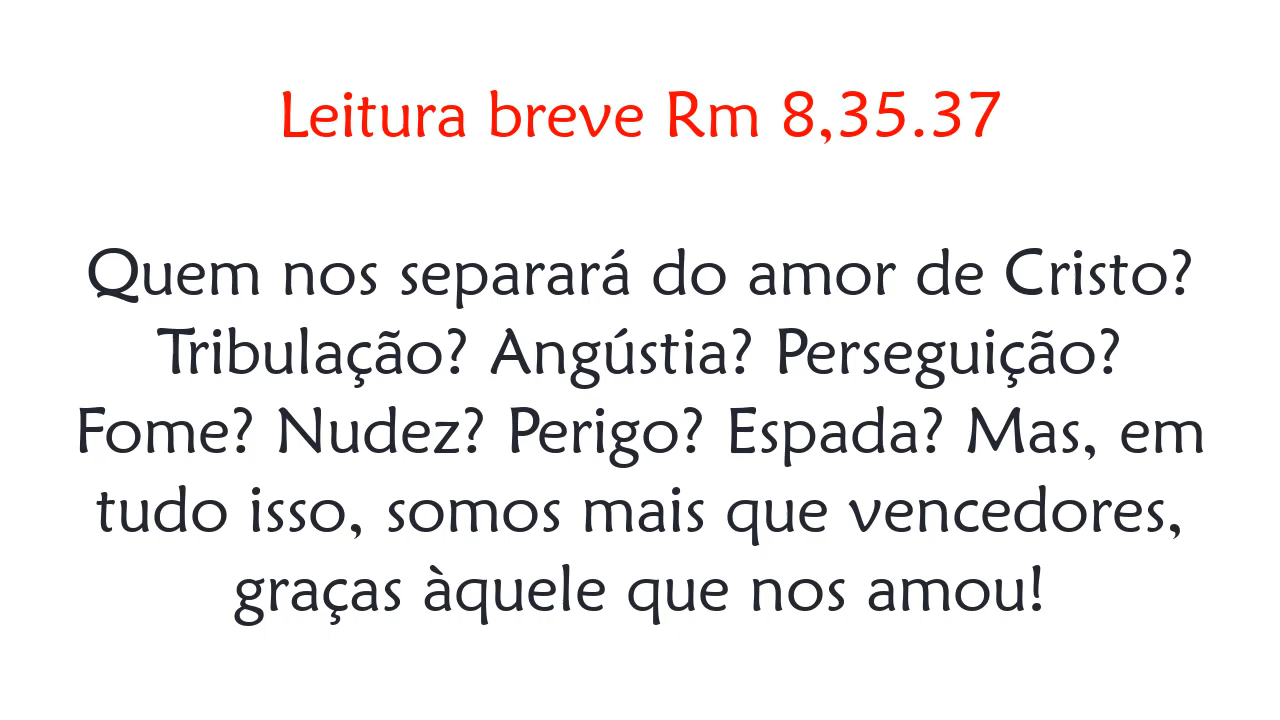 Leitura breve Rm 8,35.37
Quem nos separará do amor de Cristo?
Tribulação? Angústia? Perseguição?
Fome? Nudez? Perigo? Espada? Mas, em
tudo isso, somos mais que vencedores,
graças àquele que nos amou!